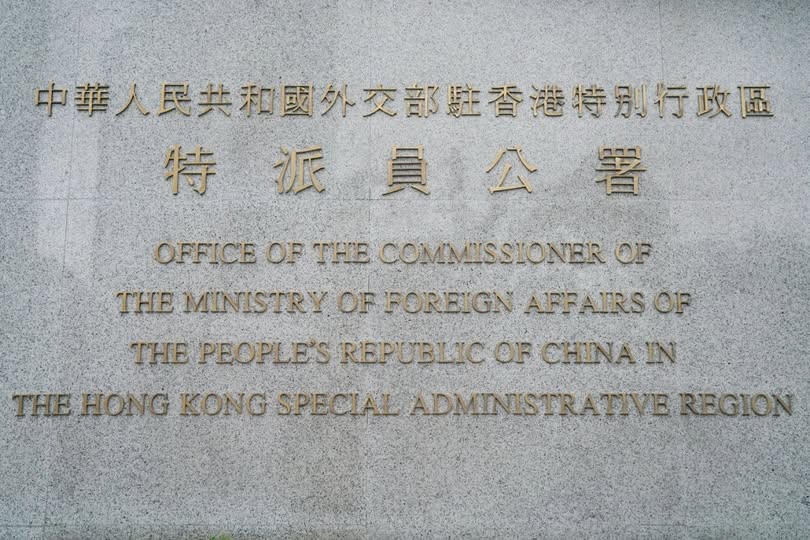 中華人民共和國外交部駐香港特別行政區
特派員公署
OFFICE OF THE COMMISSIONER OF
THE MINISTRY OF FOREIGN AFFAIRS OF
THE PEOPLE'S REPUBLIC OF CHINA IN
THE HONG KONG SPECIAL ADMINISTRATIVE REGION